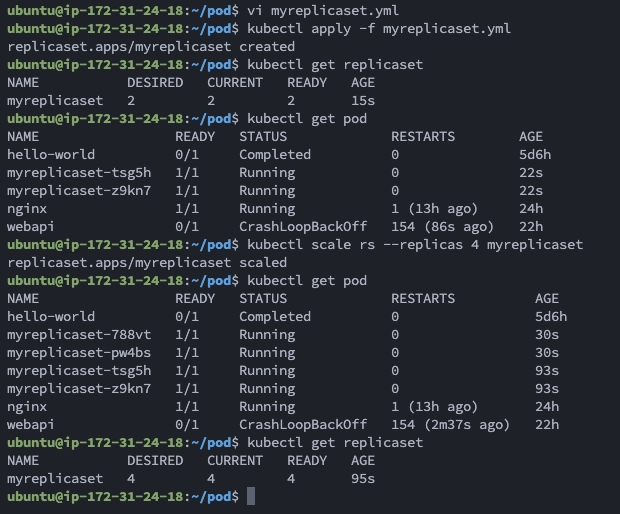 ubuntu@ip-172-31-24-18:~/pod$ vi myreplicaset.yml
ubuntu@ip-172-31-24-18:~/pod$ kubectl apply -f myreplicaset.yml
replicaset.apps/myreplicaset created
ubuntu@ip-172-31-24-18:~/pod$ kubectl get replicaset
NAME           DESIRED   CURRENT   READY   AGE
myreplicaset   2         2         2       15s
ubuntu@ip-172-31-24-18:~/pod$ kubectl get pod
NAME                 READY   STATUS             RESTARTS        AGE
hello-world          0/1     Completed          0               5d6h
myreplicaset-tsg5h   1/1     Running            0               22s
myreplicaset-z9kn7   1/1     Running            0               22s
nginx                1/1     Running            1 (13h ago)     24h
webapi               0/1     CrashLoopBackOff   154 (86s ago)   22h
ubuntu@ip-172-31-24-18:~/pod$ kubectl scale rs --replicas 4 myreplicaset
replicaset.apps/myreplicaset scaled
ubuntu@ip-172-31-24-18:~/pod$ kubectl get pod
NAME                 READY   STATUS             RESTARTS          AGE
hello-world          0/1     Completed          0                 5d6h
myreplicaset-788vt   1/1     Running            0                 30s
myreplicaset-pw4bs   1/1     Running            0                 30s
myreplicaset-tsg5h   1/1     Running            0                 93s
myreplicaset-z9kn7   1/1     Running            0                 93s
nginx                1/1     Running            1 (13h ago)       24h
webapi               0/1     CrashLoopBackOff   154 (2m37s ago)   22h
ubuntu@ip-172-31-24-18:~/pod$ kubectl get replicaset
NAME           DESIRED   CURRENT   READY   AGE
myreplicaset   4         4         4       95s
ubuntu@ip-172-31-24-18:~/pod$